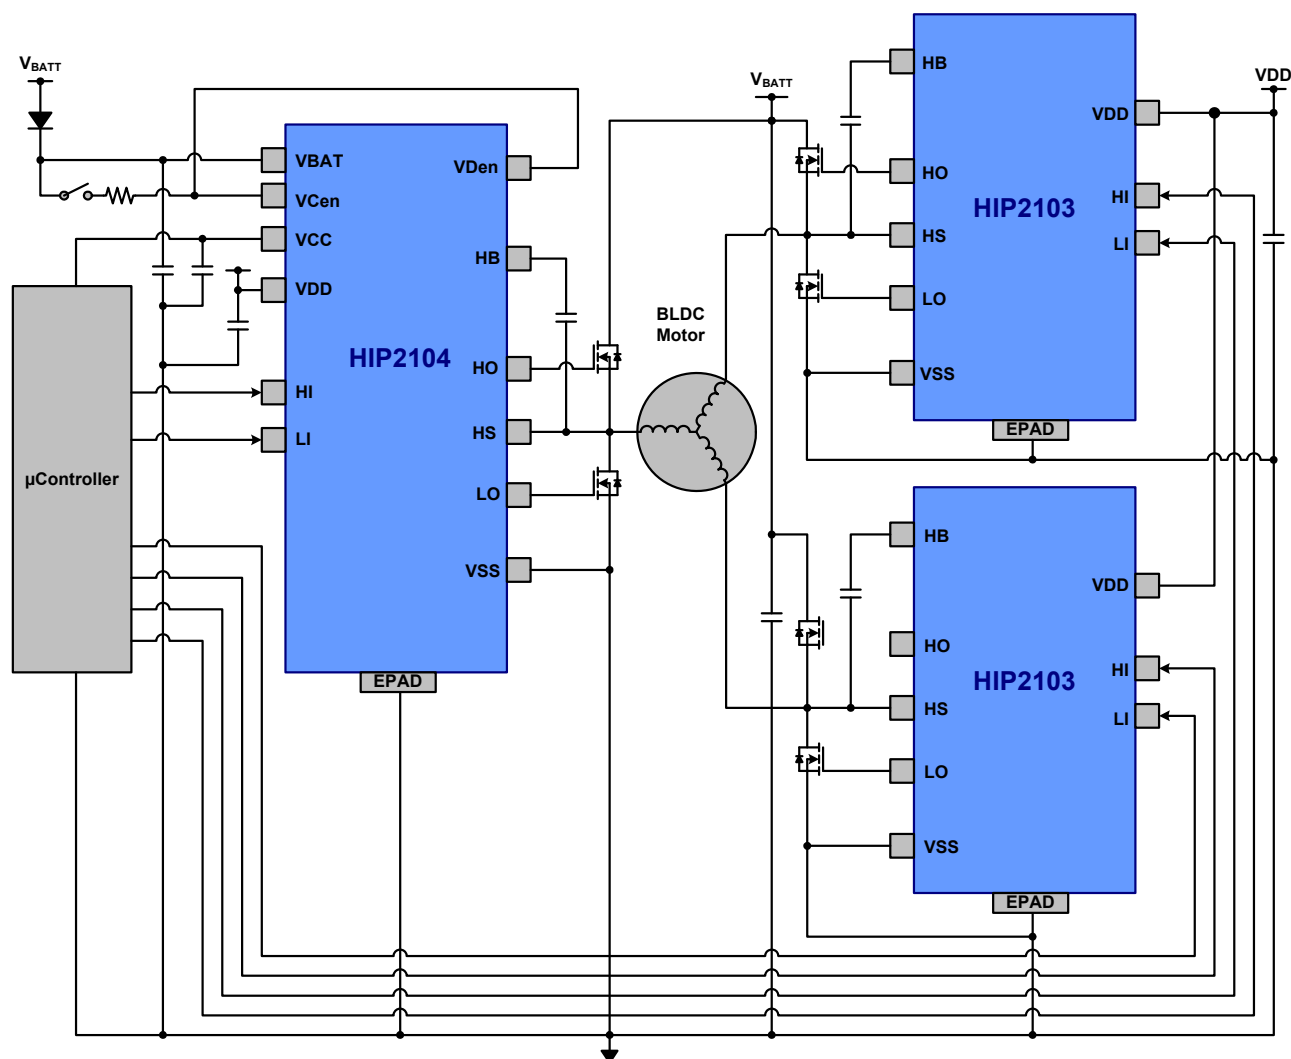 V_BATT
VBAT
VCen
VCC
VDD
HI
LI
HIP2104
VDen
HB
HO
HS
LO
VSS
EPAD
µController
BLDC
Motor
V_BATT
HB
HO
HS
LO
VSS
HIP2103
VDD
HI
LI
EPAD
VDD
HB
HO
HS
LO
VSS
HIP2103
VDD
HI
LI
EPAD